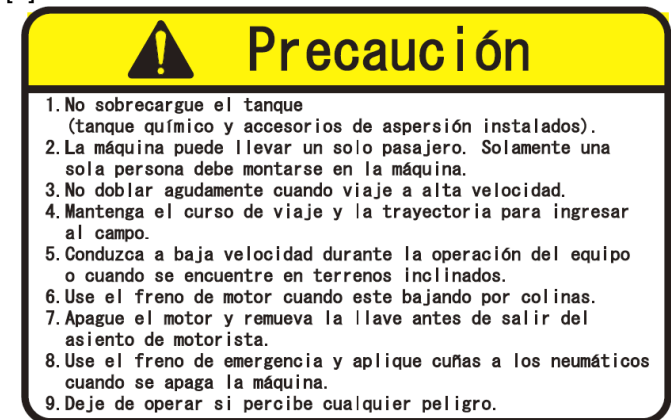 Precaución
1. No sobrecargue el tanque
(tanque químico y accesorios de aspersión instalados).
2. La máquina puede llevar un solo pasajero. Solamente una
sola persona debe montarse en la máquina.
3. No doblar agudamente cuando viaje a alta velocidad.
4. Mantenga el curso de viaje y la trayectoria para ingresar
al campo.
5. Conduzca a baja velocidad durante la operación del equipo
o cuando se encuentre en terrenos inclinados.
6. Use el freno de motor cuando este bajando por colinas.
7. Apague el motor y remueva la llave antes de salir del
asiento de motorista.
8. Use el freno de emergencia y aplique cuñas a los neumáticos
cuando se apaga la máquina.
9. Deje de operar si percibe cualquier peligro.